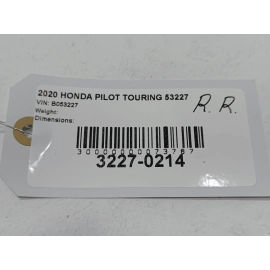 2020 HONDA PILOT TOURING 53227
VIN: B053227
Weight:
Dimensions:
R.R.
3000000073787
3227-0214